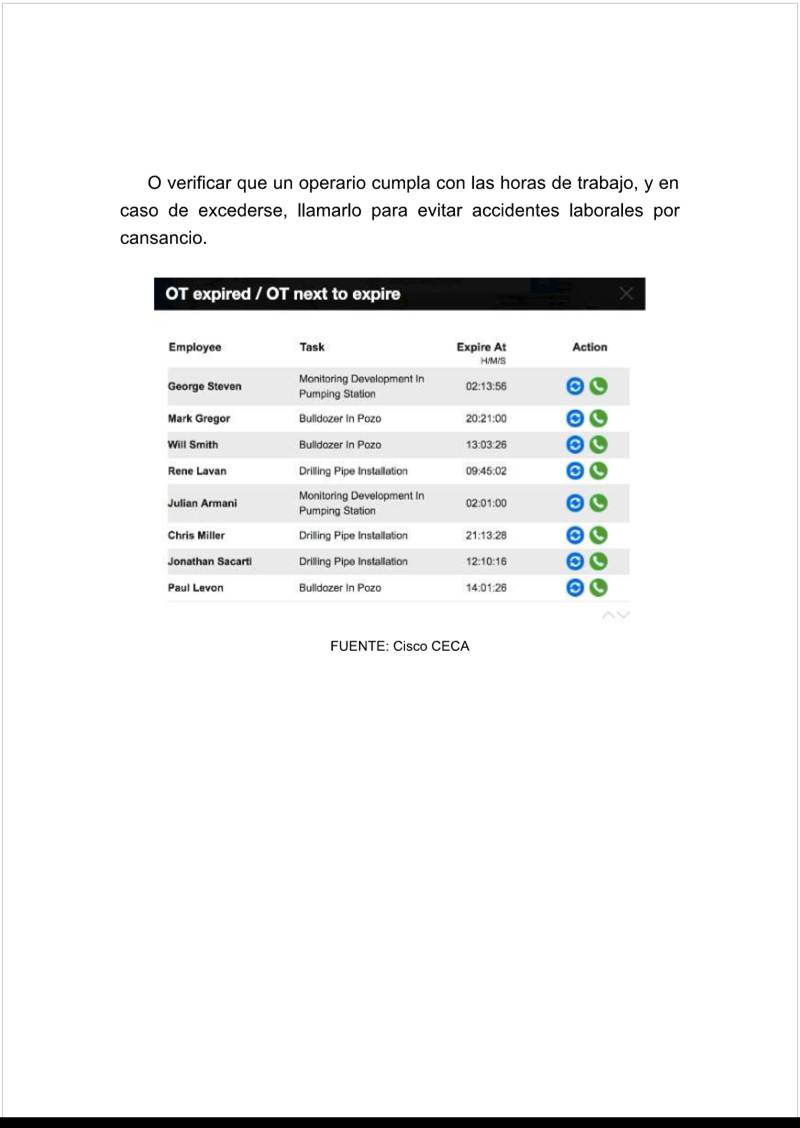 O verificar que un operario cumpla con las horas de trabajo, y en
caso de excederse, llamarlo para evitar accidentes laborales por
cansancio.
OT expired / OT next to expire
Employee Task Expire At Action
H/M/S
George Steven Monitoring Development In Pumping Station 02:13:56
Mark Gregor Bulldozer In Pozo 20:21:00
Will Smith Bulldozer In Pozo 13:03:26
Rene Lavan Drilling Pipe Installation 09:45:02
Julian Armani Monitoring Development In Pumping Station 02:01:00
Chris Miller Drilling Pipe Installation 21:13:28
Jonathan Sacarti Drilling Pipe Installation 12:10:16
Paul Levon Bulldozer In Pozo 14:01:26
FUENTE: Cisco CECA